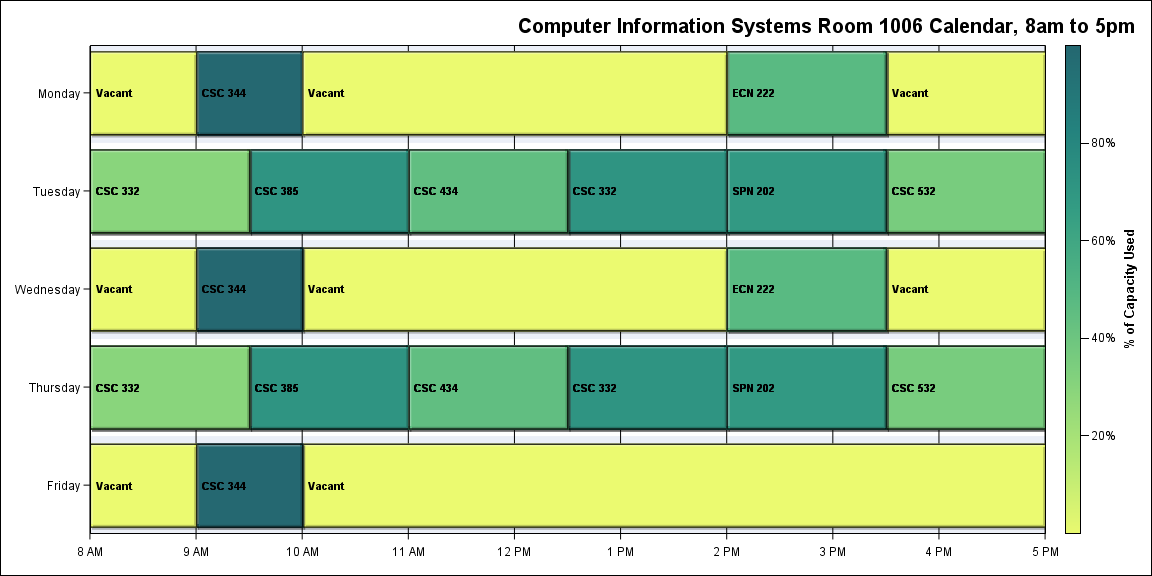 Computer Information Systems Room 1006 Calendar, 8am to 5pm
Monday
Vacant
CSC 344
Vacant
ECN 222
Vacant
Tuesday
CSC 332
CSC 385
CSC 434
CSC 332
SPN 202
CSC 532
Wednesday
Vacant
CSC 344
Vacant
ECN 222
Vacant
Thursday
CSC 332
CSC 385
CSC 434
CSC 332
SPN 202
CSC 532
Friday
Vacant
CSC 344
Vacant
8 AM
9 AM
10 AM
11 AM
12 PM
1 PM
2 PM
3 PM
4 PM
5 PM
80%
60%
40%
20%
% of Capacity Used